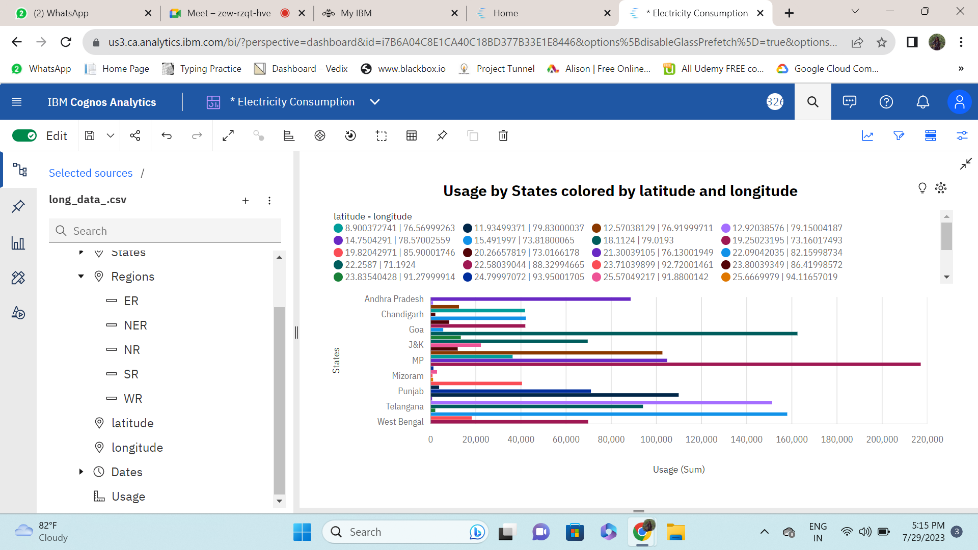 (2) WhatsApp
Meet – zew-rzqt-hve
My IBM
Home
* Electricity Consumption
us3.ca.analytics.ibm.com/bi/?perspective=dashboard&id=i7B6A04C8E1CA40C18BD377B33E1E8446&options%5BdisableGlassPrefetch%5D=true&options...
WhatsApp
Home Page
Typing Practice
Dashboard
Vedix
www.blackbox.io
Project Tunnel
Alison | Free Online...
All Udemy FREE co...
Google Cloud Com...
»
IBM Cognos Analytics
* Electricity Consumption
Edit
Selected sources /
long_data_.csv
Search
States
Regions
ER
NER
NR
SR
WR
latitude
longitude
Dates
Usage
Usage by States colored by latitude and longitude
latitude - longitude
8.900372741 | 76.56999263 11.93499371 | 79.83000037 12.57038129 | 76.91999711 12.92038576 | 79.15004187
14.7504291 | 78.57002559 15.491997 | 73.81800065 18.1124 | 79.0193 19.25023195 | 73.16017493
19.82042971 | 85.90001746 20.26657819 | 73.0166178 21.30039105 | 76.13001949 22.09042035 | 82.15998734
22.2587 | 71.1924 22.58039044 | 88.32994665 23.71039899 | 92.72001461 23.80039349 | 86.41998572
23.83540428 | 91.27999914 24.79997072 | 93.95001705 25.57049217 | 91.8800142 25.6669979 | 94.11657019
States
Andhra Pradesh
Chandigarh
Goa
J&K
MP
Mizoram
Punjab
Telangana
West Bengal
0 20,000 40,000 60,000 80,000 100,000 120,000 140,000 160,000 180,000 200,000 220,000
Usage (Sum)
82°F
Cloudy
Search
ENG
IN
5:15 PM
7/29/2023
3